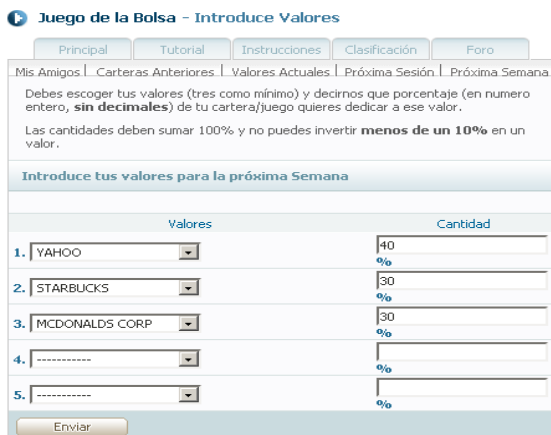 Juego de la Bolsa - Introduce Valores
Principal Tutorial Instrucciones Clasificación Foro
Mis Amigos | Carteras Anteriores | Valores Actuales | Próxima Sesión | Próxima Semana
Debes escoger tus valores (tres como mínimo) y decirnos que porcentaje (en numero
entero, sin decimales) de tu cartera/juego quieres dedicar a ese valor.
Las cantidades deben sumar 100% y no puedes invertir menos de un 10% en un
valor.
Introduce tus valores para la próxima Semana
Valores Cantidad
1. YAHOO 40
%
2. STARBUCKS 30
%
3. MCDONALDS CORP 30
%
4. -----------
%
5. -----------
%
Enviar